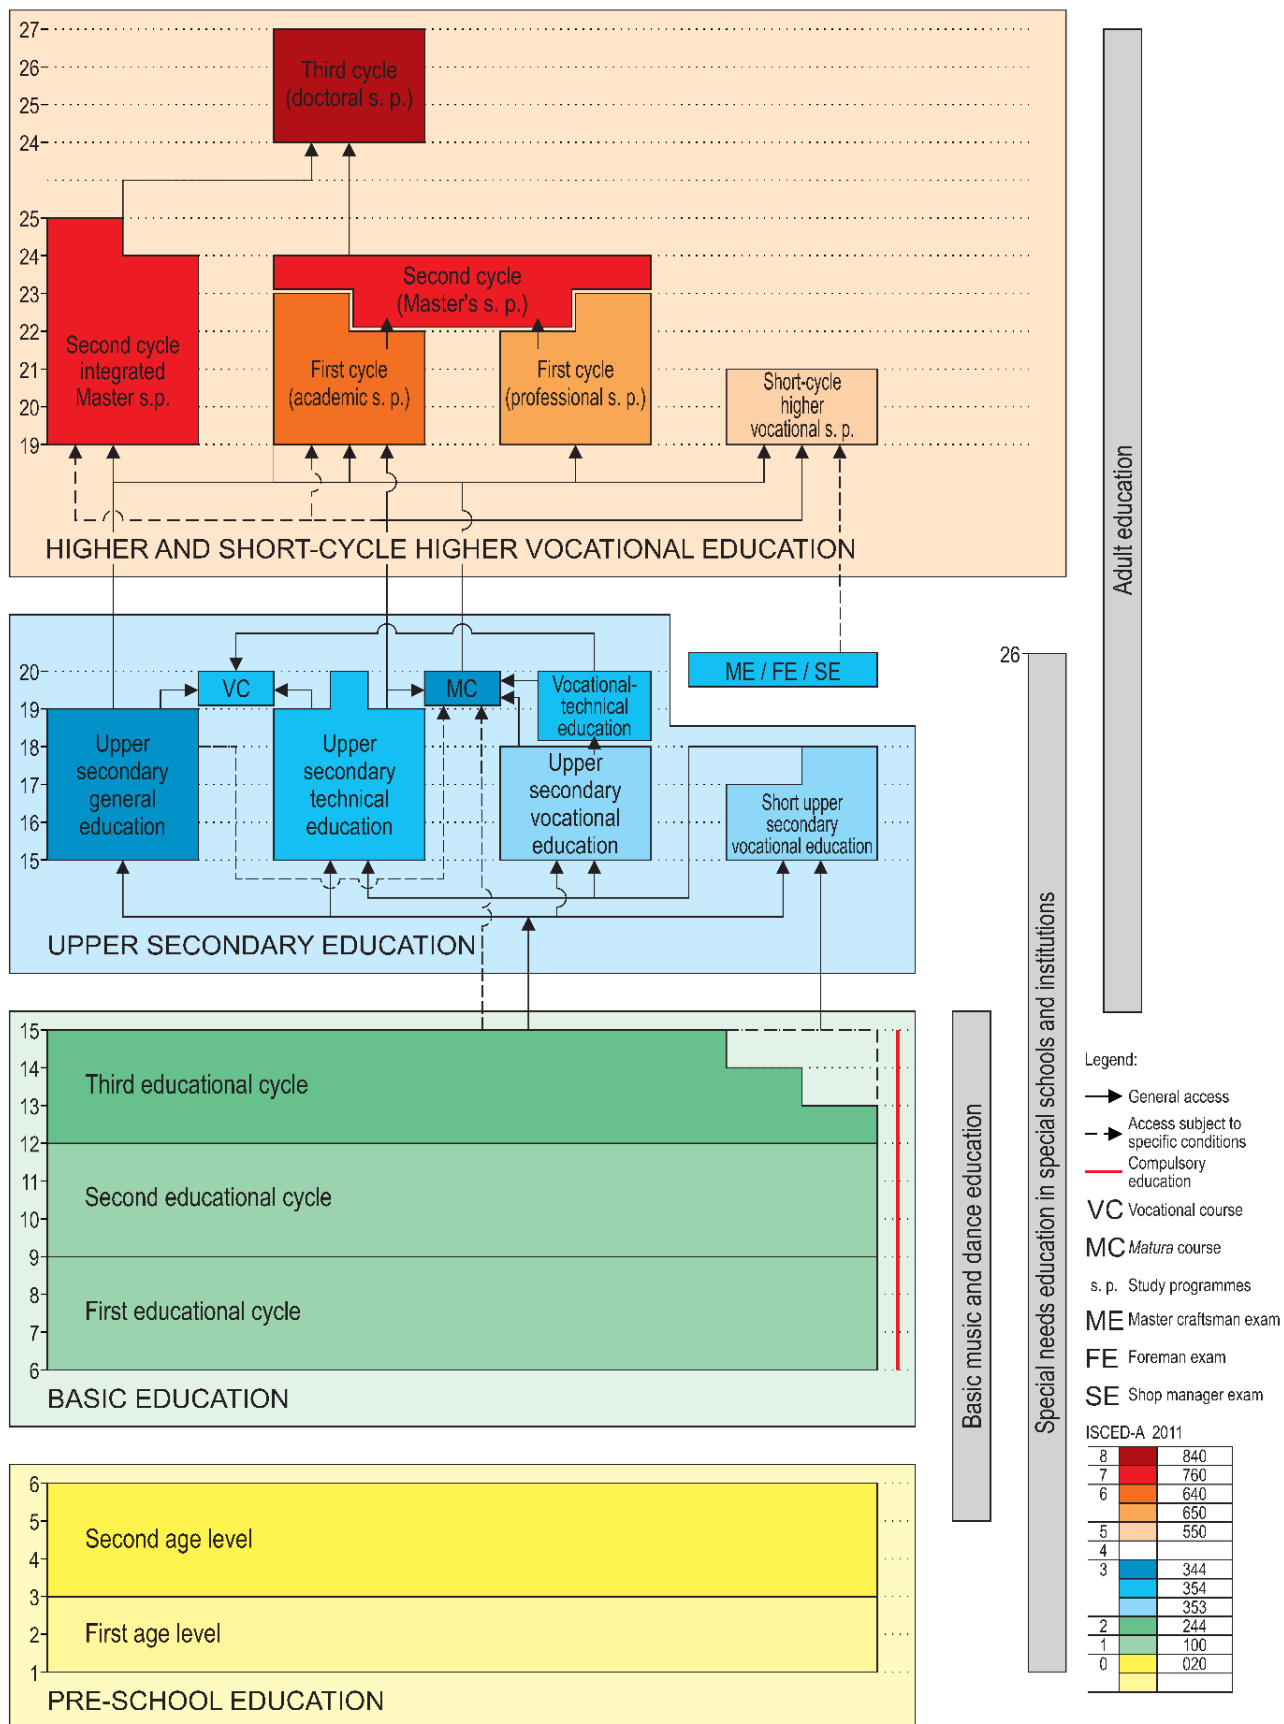 27
26
25
24
Third cycle
(doctoral s. p.)
25
24
23
22
21
20
19
Second cycle
integrated
Master s.p.
Second cycle
(Master's s. p.)
First cycle
(academic s. p.)
First cycle
(professional s. p.)
Short-cycle
higher
vocational s. p.
HIGHER AND SHORT-CYCLE HIGHER VOCATIONAL EDUCATION
20
19
18
17
16
15
VC
MC
Vocational-
technical
education
ME / FE / SE
Upper
secondary
general
education
Upper
secondary
technical
education
Upper
secondary
vocational
education
Short upper
secondary
vocational education
UPPER SECONDARY EDUCATION
15
14
13
12
11
10
9
8
7
6
Third educational cycle
Second educational cycle
First educational cycle
BASIC EDUCATION
6
5
4
3
2
1
Second age level
First age level
PRE-SCHOOL EDUCATION
Basic music and dance education
26
Special needs education in special schools and institutions
Adult education
Legend:
General access
Access subject to
specific conditions
Compulsory
education
VC Vocational course
MC Matura course
s. p. Study programmes
ME Master craftsman exam
FE Foreman exam
SE Shop manager exam
ISCED-A 2011
8 840
7 760
6 640
650
5 550
4
3 344
354
353
2 244
1 100
0 020